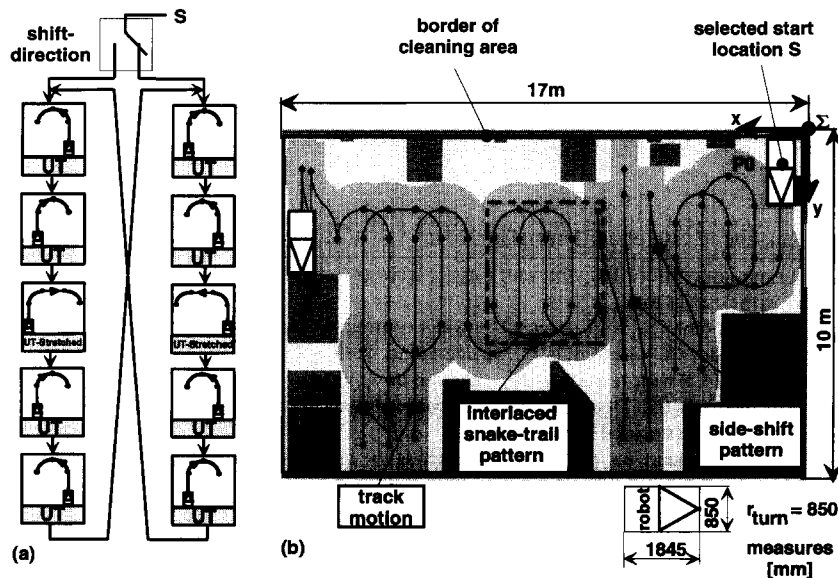 S
shift-
direction
UT
UT
UT-Stretched
UT
UT
UT
UT
UT-Stretched
UT
UT
(a)
border of
cleaning area
selected start
location S
17m
x
Σ
P0
y
10 m
interlaced
snake-trail
pattern
side-shift
pattern
track
motion
robot
850
r_turn = 850
1845
measures
[mm]
(b)